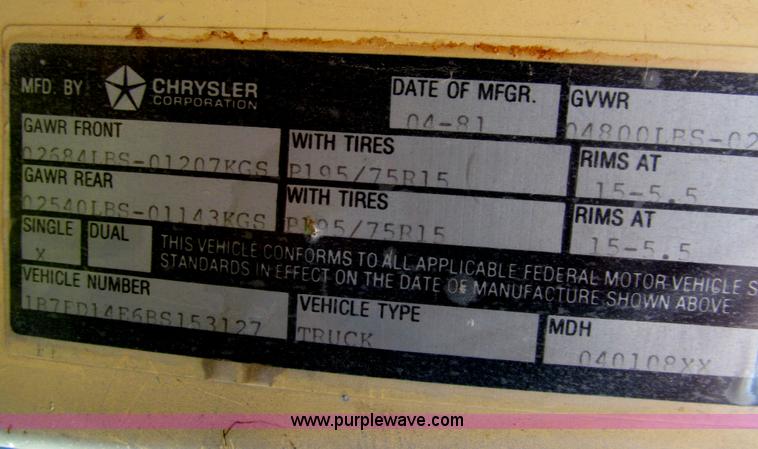 MFD. BY CHRYSLER CORPORATION
DATE OF MFGR. 04-81
GVWR 04800LBS-02
GAWR FRONT 02684LBS-01207KGS
WITH TIRES P195/75R15
RIMS AT 15-5.5
GAWR REAR 02540LBS-01143KGS
WITH TIRES P195/75R15
RIMS AT 15-5.5
SINGLE X
DUAL
THIS VEHICLE CONFORMS TO ALL APPLICABLE FEDERAL MOTOR VEHICLE S
STANDARDS IN EFFECT ON THE DATE OF MANUFACTURE SHOWN ABOVE
VEHICLE NUMBER 1B7FD14E6BS153127
VEHICLE TYPE TRUCK
MDH 040108XX
www.purplewave.com